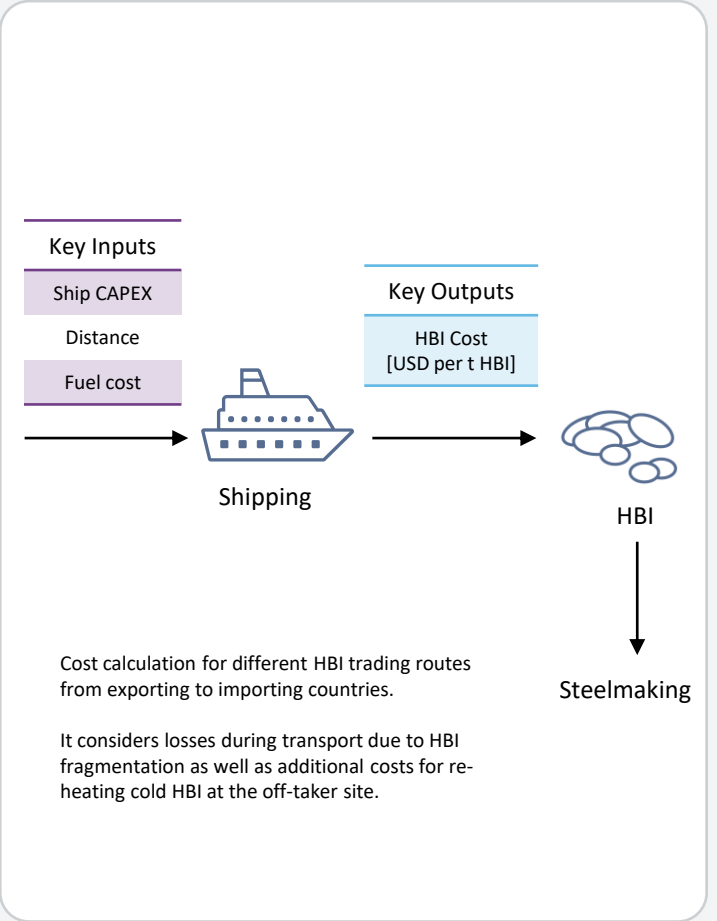 Key Inputs
Ship CAPEX
Distance
Fuel cost
Key Outputs
HBI Cost
[USD per t HBI]
Shipping
HBI
Steelmaking
Cost calculation for different HBI trading routes
from exporting to importing countries.
It considers losses during transport due to HBI
fragmentation as well as additional costs for re-
heating cold HBI at the off-taker site.